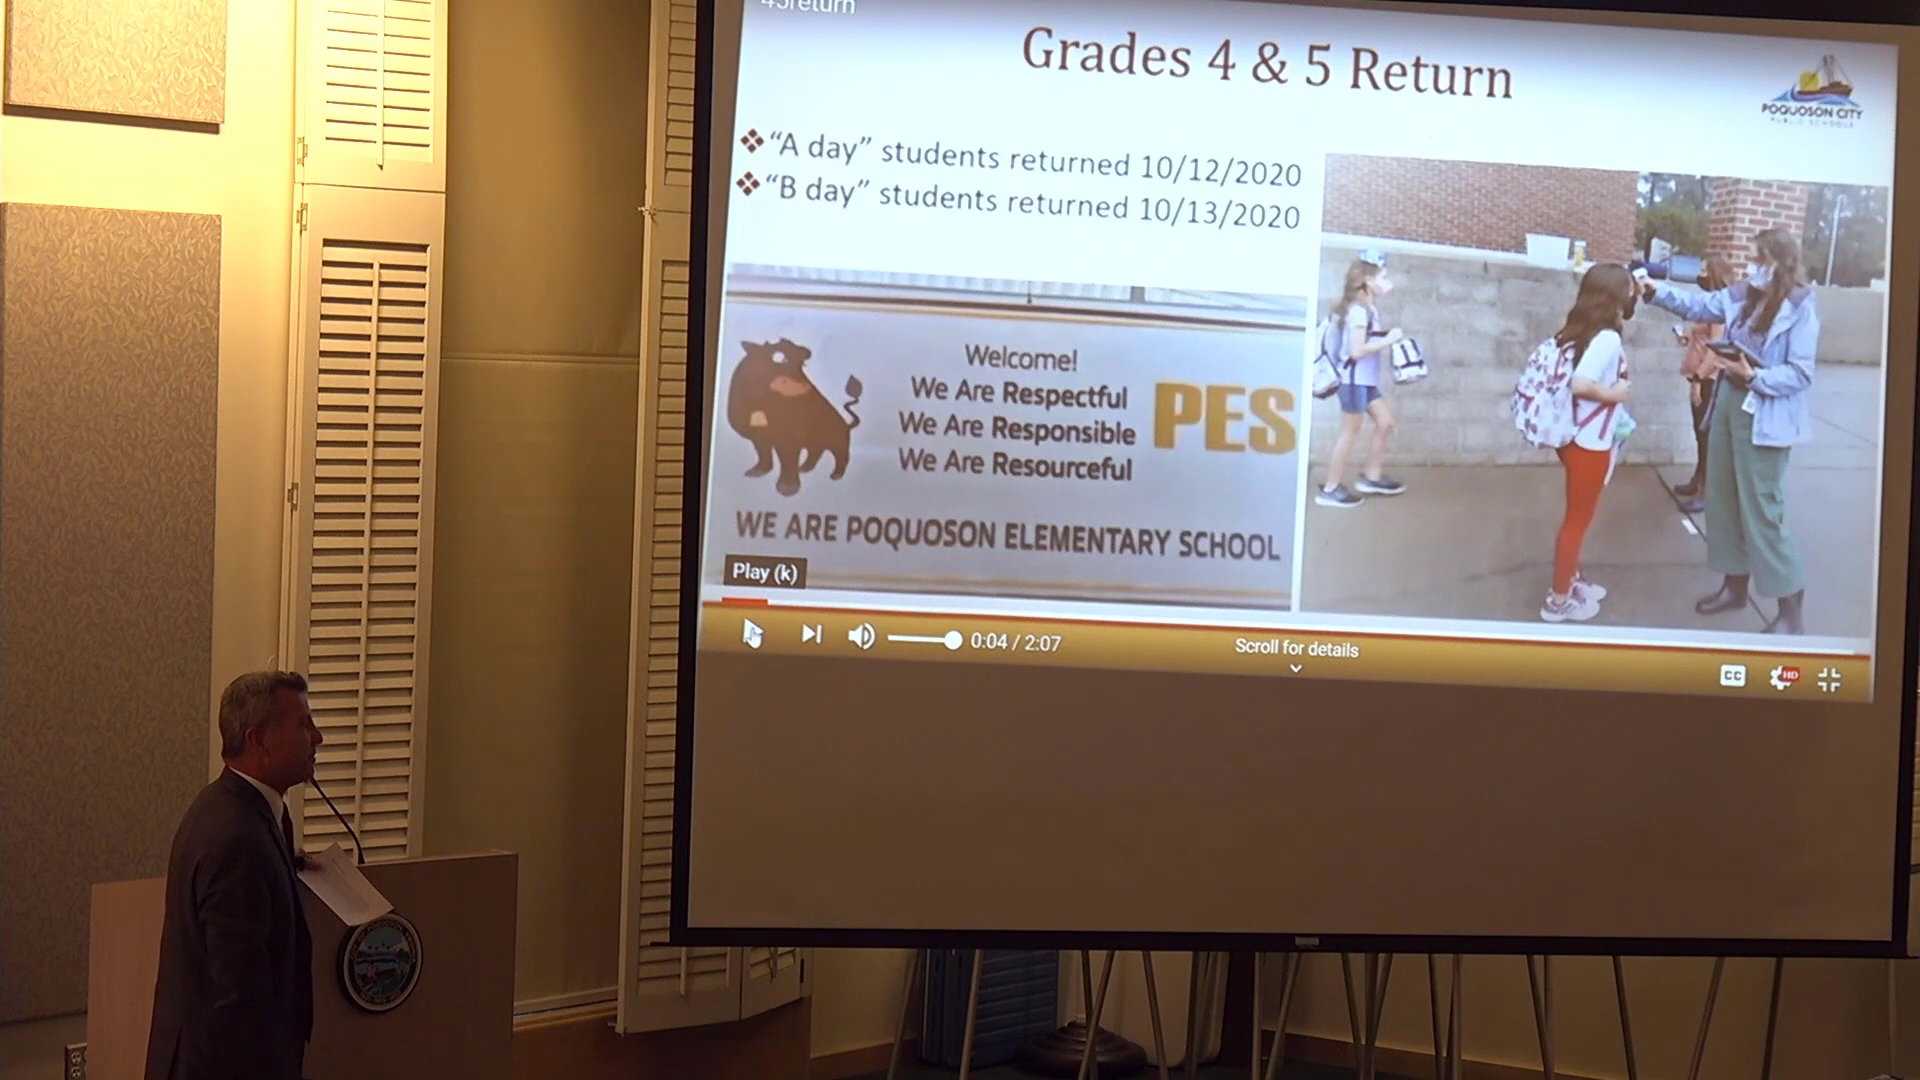 45return
Grades 4 & 5 Return
POQUOSON CITY
PUBLIC SCHOOLS
"A day" students returned 10/12/2020
"B day" students returned 10/13/2020
Welcome!
We Are Respectful
We Are Responsible
We Are Resourceful
PES
WE ARE POQUOSON ELEMENTARY SCHOOL
Play (k)
0:04 / 2:07
Scroll for details
CC
HD